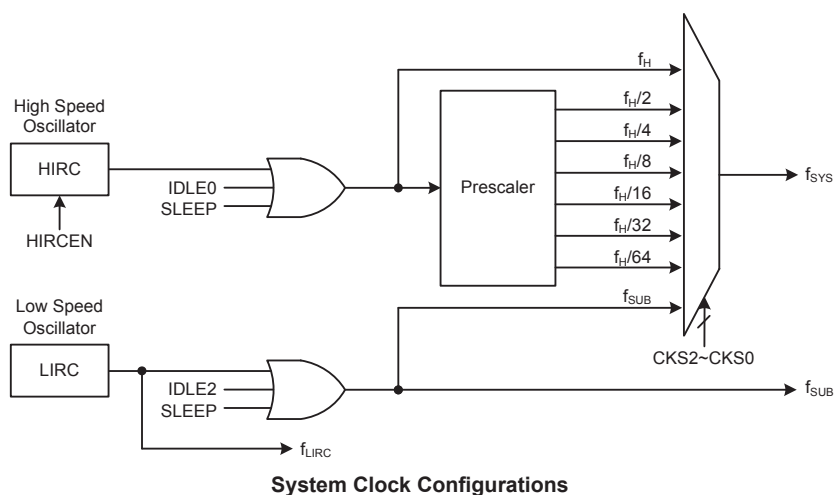 High Speed
Oscillator
HIRC
HIRCEN
IDLE0
SLEEP
Prescaler
fH
fH/2
fH/4
fH/8
fH/16
fH/32
fH/64
fSUB
fSYS
CKS2~CKS0
Low Speed
Oscillator
LIRC
IDLE2
SLEEP
fSUB
fLIRC
System Clock Configurations